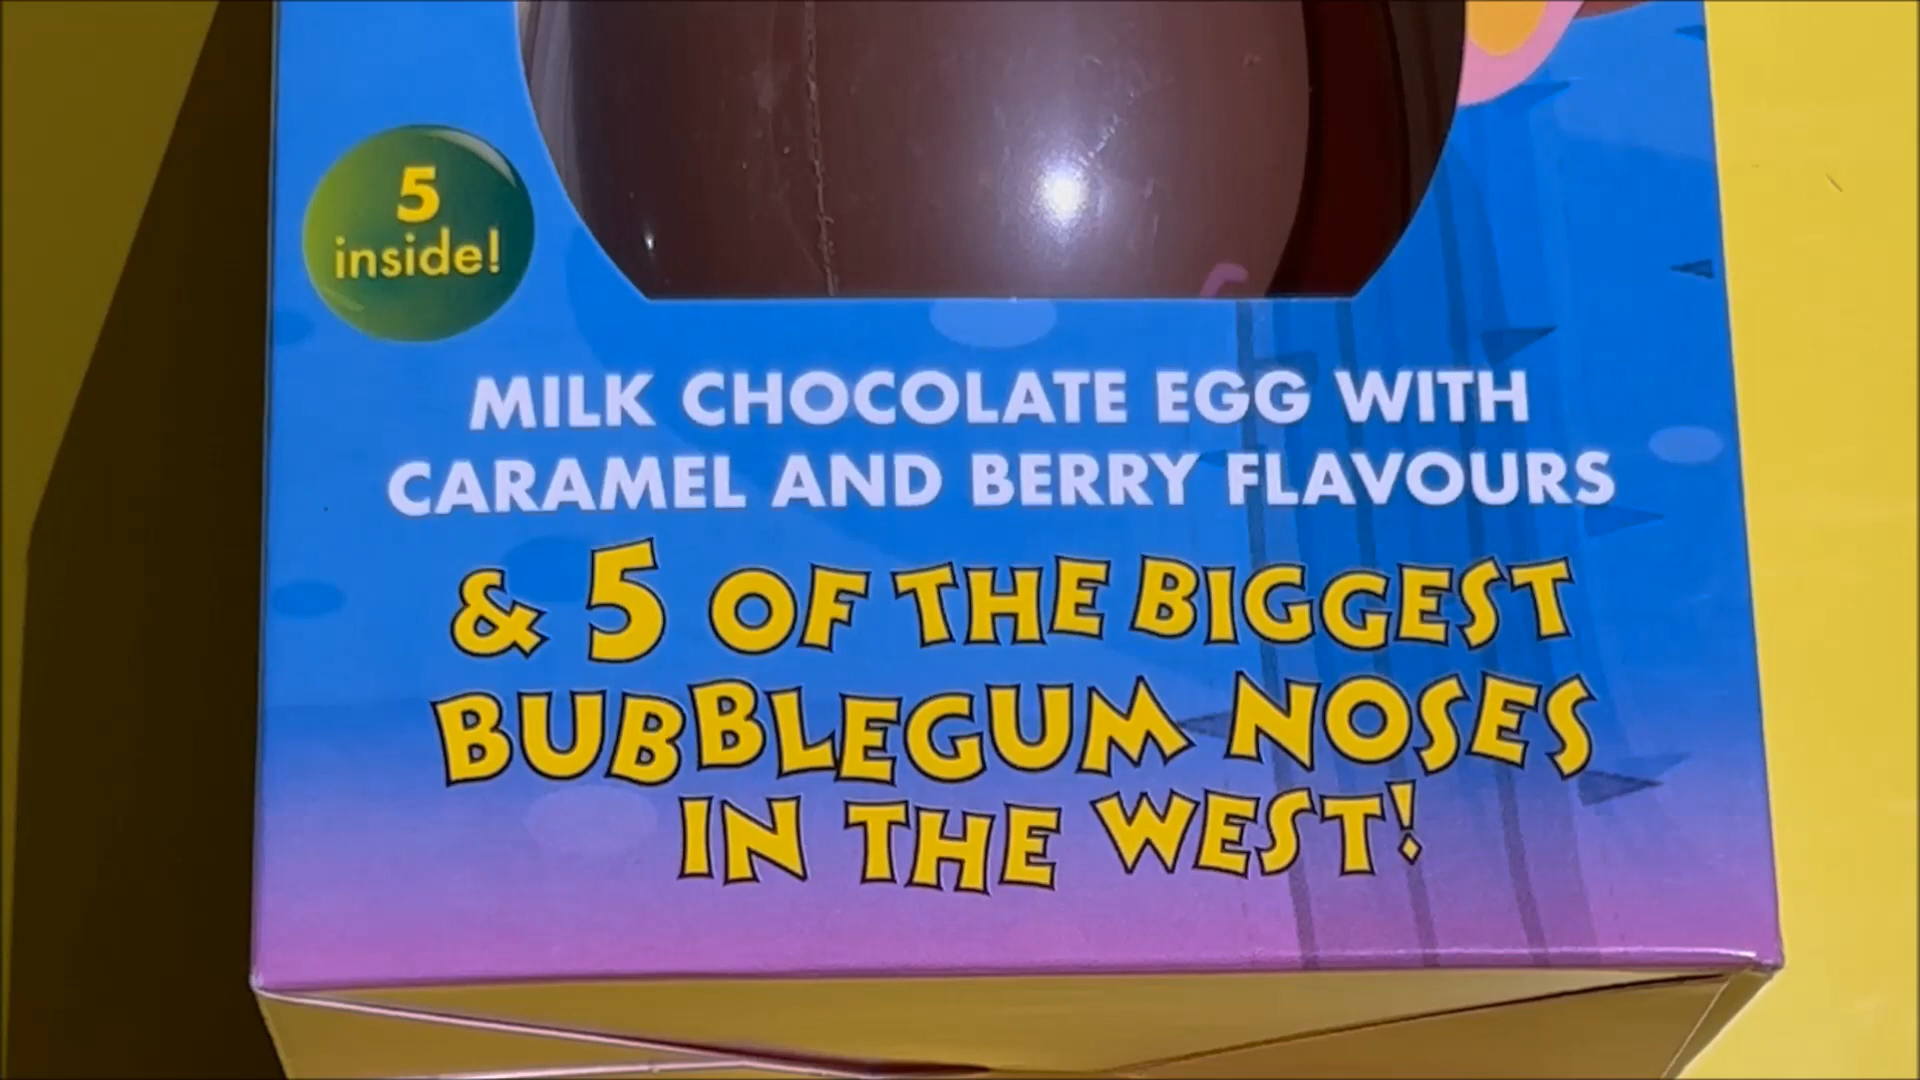 5
inside!
MILK CHOCOLATE EGG WITH
CARAMEL AND BERRY FLAVOURS
& 5 OF THE BIGGEST
BUBBLEGUM NOSES
IN THE WEST!